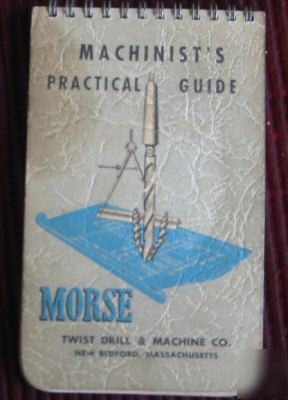 MACHINIST'S
PRACTICAL GUIDE
MORSE
TWIST DRILL & MACHINE CO.
NEW BEDFORD, MASSACHUSETTS